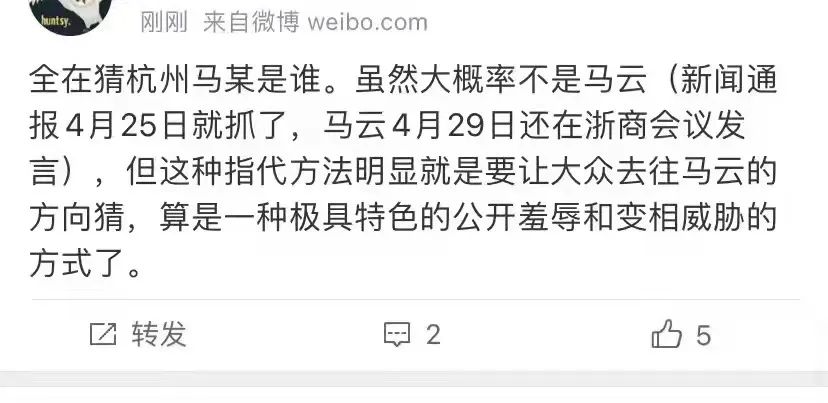 huntsy.
刚刚 来自微博 weibo.com
全在猜杭州马某是谁。虽然大概率不是马云（新闻通
报4月25日就抓了，马云4月29日还在浙商会议发
言），但这种指代方法明显就是要让大众去往马云的
方向猜，算是一种极具特色的公开羞辱和变相威胁的
方式了。
转发 2 5